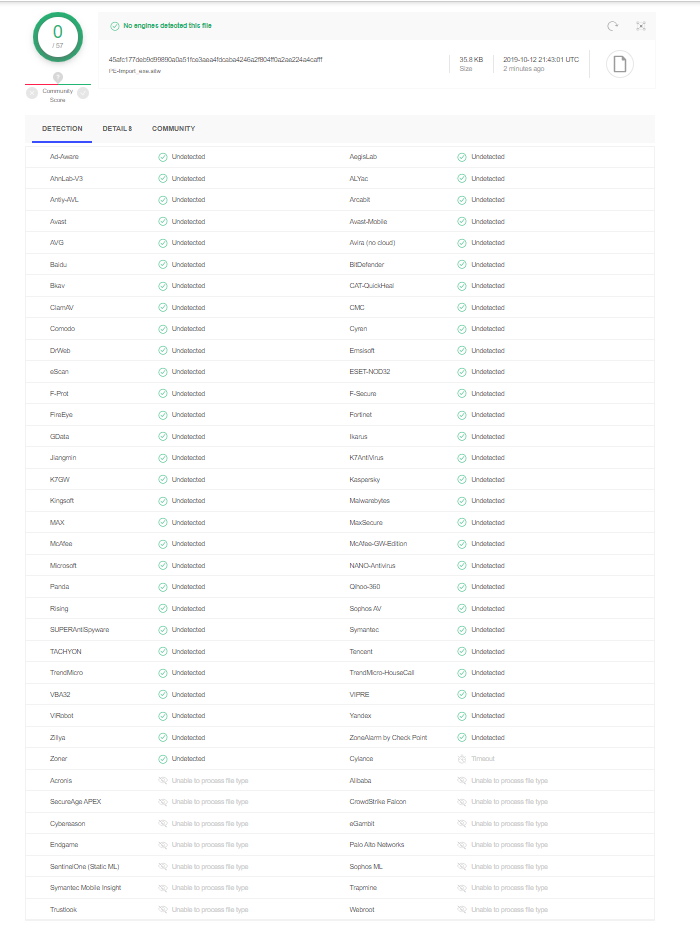 0
/ 57
?
Community
Score
No engines detected this file
PE-Import_exe.attw
35.8 KB
Size
2019-10-12 21:43:01 UTC
2 minutes ago
DETECTION DETAILS COMMUNITY
Ad-Aware Undetected AegisLab Undetected
AhnLab-V3 Undetected ALYac Undetected
Antiy-AVL Undetected Arcabit Undetected
Avast Undetected Avast-Mobile Undetected
AVG Undetected Avira (no cloud) Undetected
Baidu Undetected BitDefender Undetected
Bkav Undetected CAT-QuickHeal Undetected
ClamAV Undetected CMC Undetected
Comodo Undetected Cyren Undetected
DrWeb Undetected Emsisoft Undetected
eScan Undetected ESET-NOD32 Undetected
F-Prot Undetected F-Secure Undetected
FireEye Undetected Fortinet Undetected
GData Undetected Ikarus Undetected
Jiangmin Undetected K7AntiVirus Undetected
K7GW Undetected Kaspersky Undetected
Kingsoft Undetected Malwarebytes Undetected
MAX Undetected MaxSecure Undetected
McAfee Undetected McAfee-GW-Edition Undetected
Microsoft Undetected NANO-Antivirus Undetected
Panda Undetected Qihoo-360 Undetected
Rising Undetected Sophos AV Undetected
SUPERAntiSpyware Undetected Symantec Undetected
TACHYON Undetected Tencent Undetected
TrendMicro Undetected TrendMicro-HouseCall Undetected
VBA32 Undetected VIPRE Undetected
ViRobot Undetected Yandex Undetected
Zillya Undetected ZoneAlarm by Check Point Undetected
Zoner Undetected Cylance Timeout
Acronis Unable to process file type Alibaba Unable to process file type
SecureAge APEX Unable to process file type CrowdStrike Falcon Unable to process file type
Cybereason Unable to process file type eGambit Unable to process file type
Endgame Unable to process file type Palo Alto Networks Unable to process file type
SentinelOne (Static ML) Unable to process file type Sophos ML Unable to process file type
Symantec Mobile Insight Unable to process file type Trapmine Unable to process file type
Trustlook Unable to process file type Webroot Unable to process file type